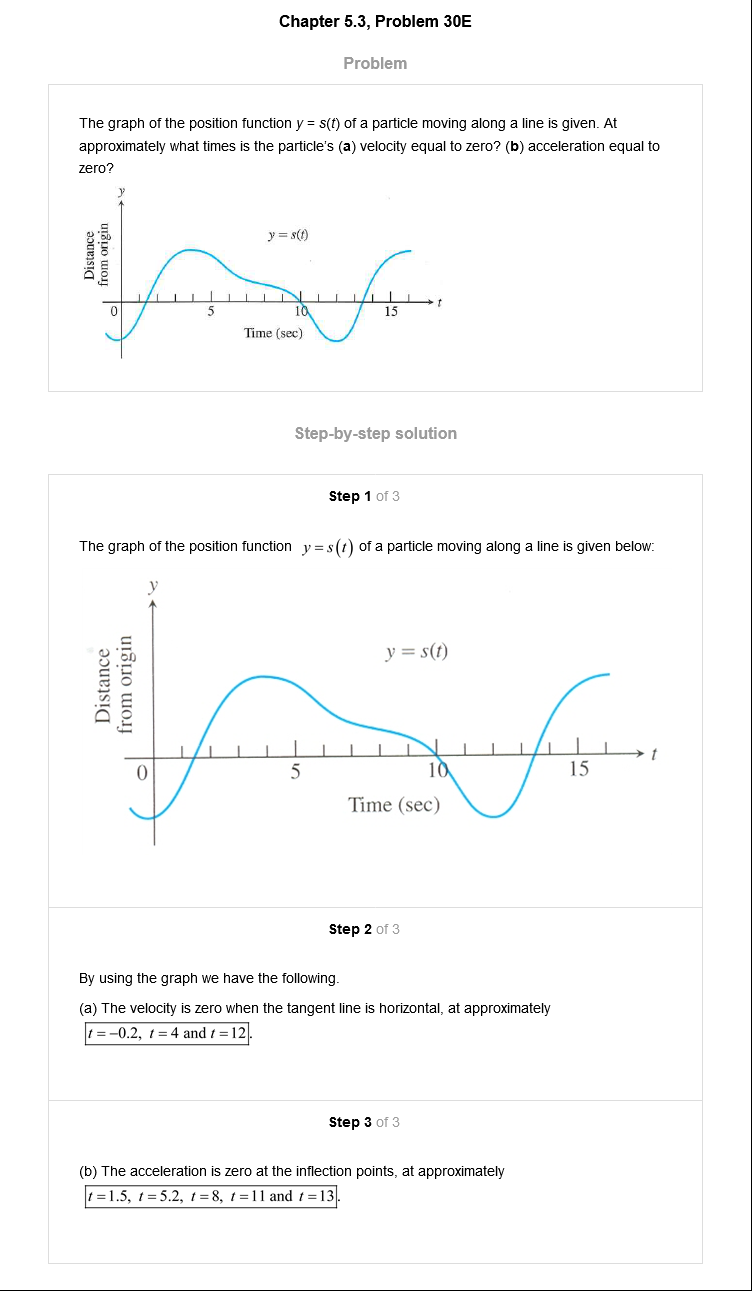 Chapter 5.3, Problem 30E
Problem
The graph of the position function y = s(t) of a particle moving along a line is given. At
approximately what times is the particle's (a) velocity equal to zero? (b) acceleration equal to
zero?
y
Distance
from origin
y = s(t)
0
5
10
15
t
Time (sec)
Step-by-step solution
Step 1 of 3
The graph of the position function y = s(t) of a particle moving along a line is given below:
y
Distance
from origin
y = s(t)
0
5
10
15
t
Time (sec)
Step 2 of 3
By using the graph we have the following.
(a) The velocity is zero when the tangent line is horizontal, at approximately
t = −0.2, t = 4 and t = 12.
Step 3 of 3
(b) The acceleration is zero at the inflection points, at approximately
t = 1.5, t = 5.2, t = 8, t = 11 and t = 13.